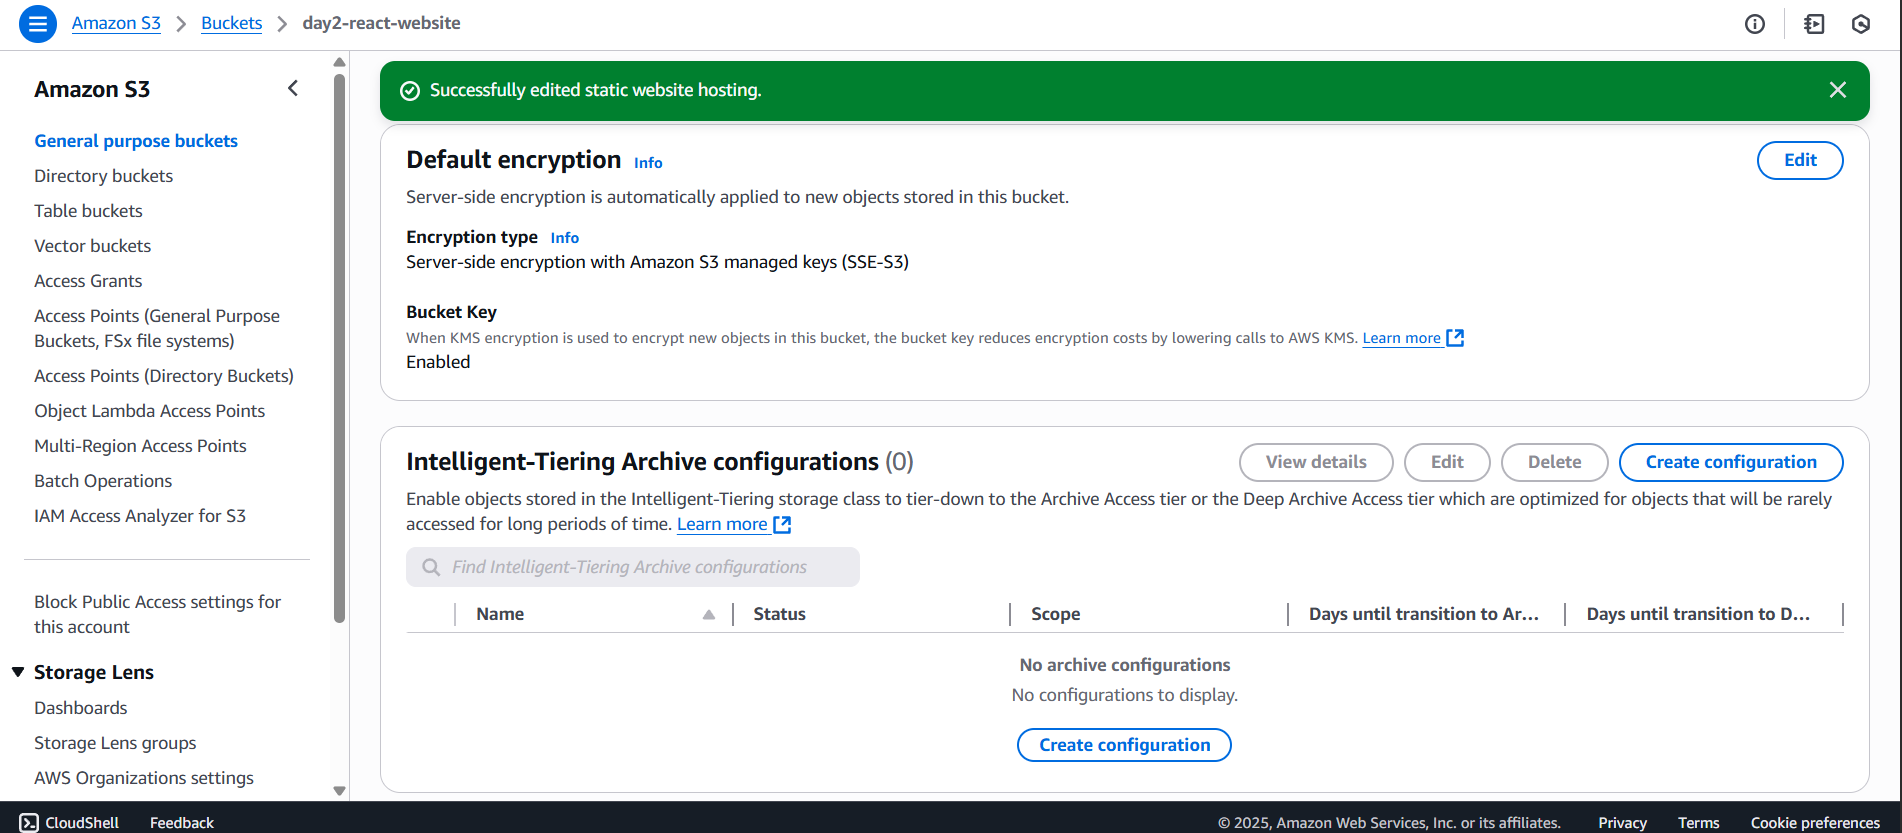 Amazon S3 > Buckets > day2-react-website
Amazon S3
General purpose buckets
Directory buckets
Table buckets
Vector buckets
Access Grants
Access Points (General Purpose
Buckets, FSx file systems)
Access Points (Directory Buckets)
Object Lambda Access Points
Multi-Region Access Points
Batch Operations
IAM Access Analyzer for S3
Block Public Access settings for
this account
Storage Lens
Dashboards
Storage Lens groups
AWS Organizations settings
Successfully edited static website hosting.
Default encryption Info
Edit
Server-side encryption is automatically applied to new objects stored in this bucket.
Encryption type Info
Server-side encryption with Amazon S3 managed keys (SSE-S3)
Bucket Key
When KMS encryption is used to encrypt new objects in this bucket, the bucket key reduces encryption costs by lowering calls to AWS KMS. Learn more
Enabled
Intelligent-Tiering Archive configurations (0)
View details Edit Delete Create configuration
Enable objects stored in the Intelligent-Tiering storage class to tier-down to the Archive Access tier or the Deep Archive Access tier which are optimized for objects that will be rarely
accessed for long periods of time. Learn more
Find Intelligent-Tiering Archive configurations
Name Status Scope Days until transition to Ar... Days until transition to D...
No archive configurations
No configurations to display.
Create configuration
CloudShell Feedback © 2025, Amazon Web Services, Inc. or its affiliates. Privacy Terms Cookie preferences